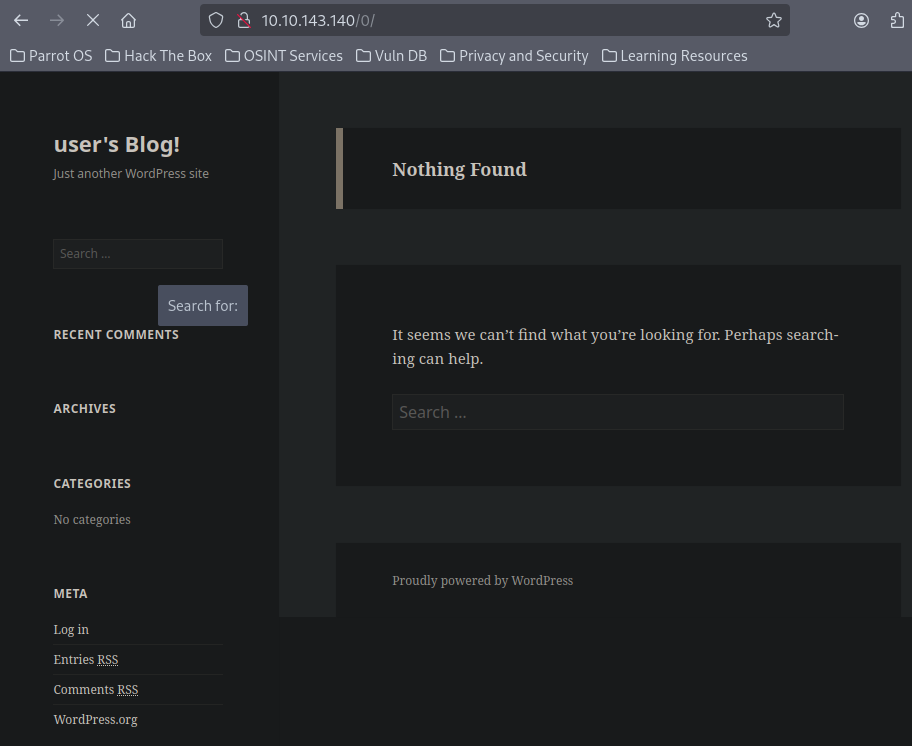 10.10.143.140/0/
Parrot OS Hack The Box OSINT Services Vuln DB Privacy and Security Learning Resources
user's Blog!
Just another WordPress site
Search …
Search for:
RECENT COMMENTS
ARCHIVES
CATEGORIES
No categories
META
Log in
Entries RSS
Comments RSS
WordPress.org
Nothing Found
It seems we can’t find what you’re looking for. Perhaps search-
ing can help.
Search …
Proudly powered by WordPress